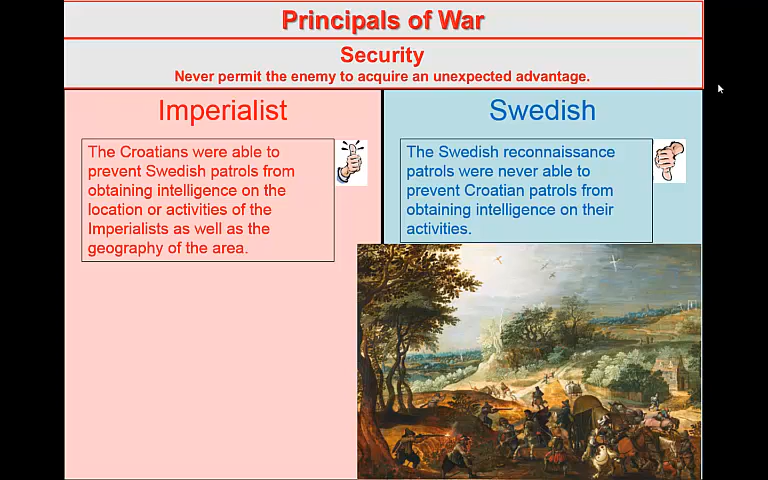 Principals of War
Security
Never permit the enemy to acquire an unexpected advantage.
Imperialist
The Croatians were able to
prevent Swedish patrols from
obtaining intelligence on the
location or activities of the
Imperialists as well as the
geography of the area.
Swedish
The Swedish reconnaissance
patrols were never able to
prevent Croatian patrols from
obtaining intelligence on their
activities.